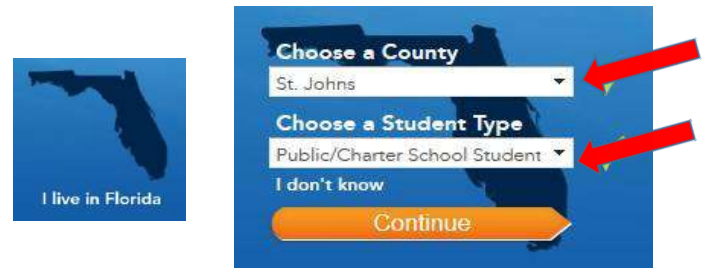 I live in Florida
Choose a County
St. Johns
Choose a Student Type
Public/Charter School Student
I don't know
Continue